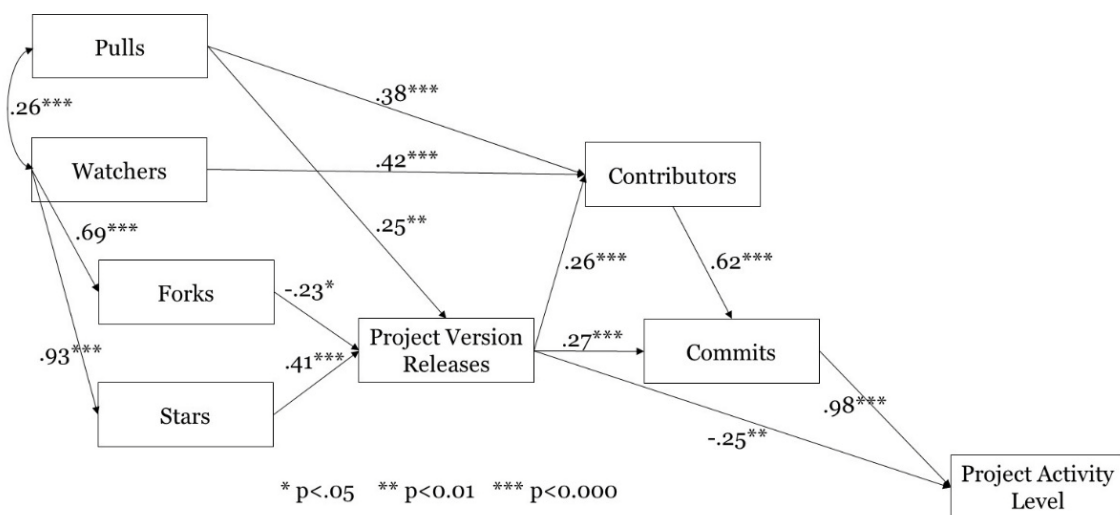 Pulls
.26***
.38***
Watchers
.42***
Contributors
.25**
.69***
.26***
.62***
Forks
-.23*
Project Version
Releases
.27***
Commits
.93***
.41***
Stars
.98***
-.25**
Project Activity
Level
* p<.05 ** p<0.01 *** p<0.000